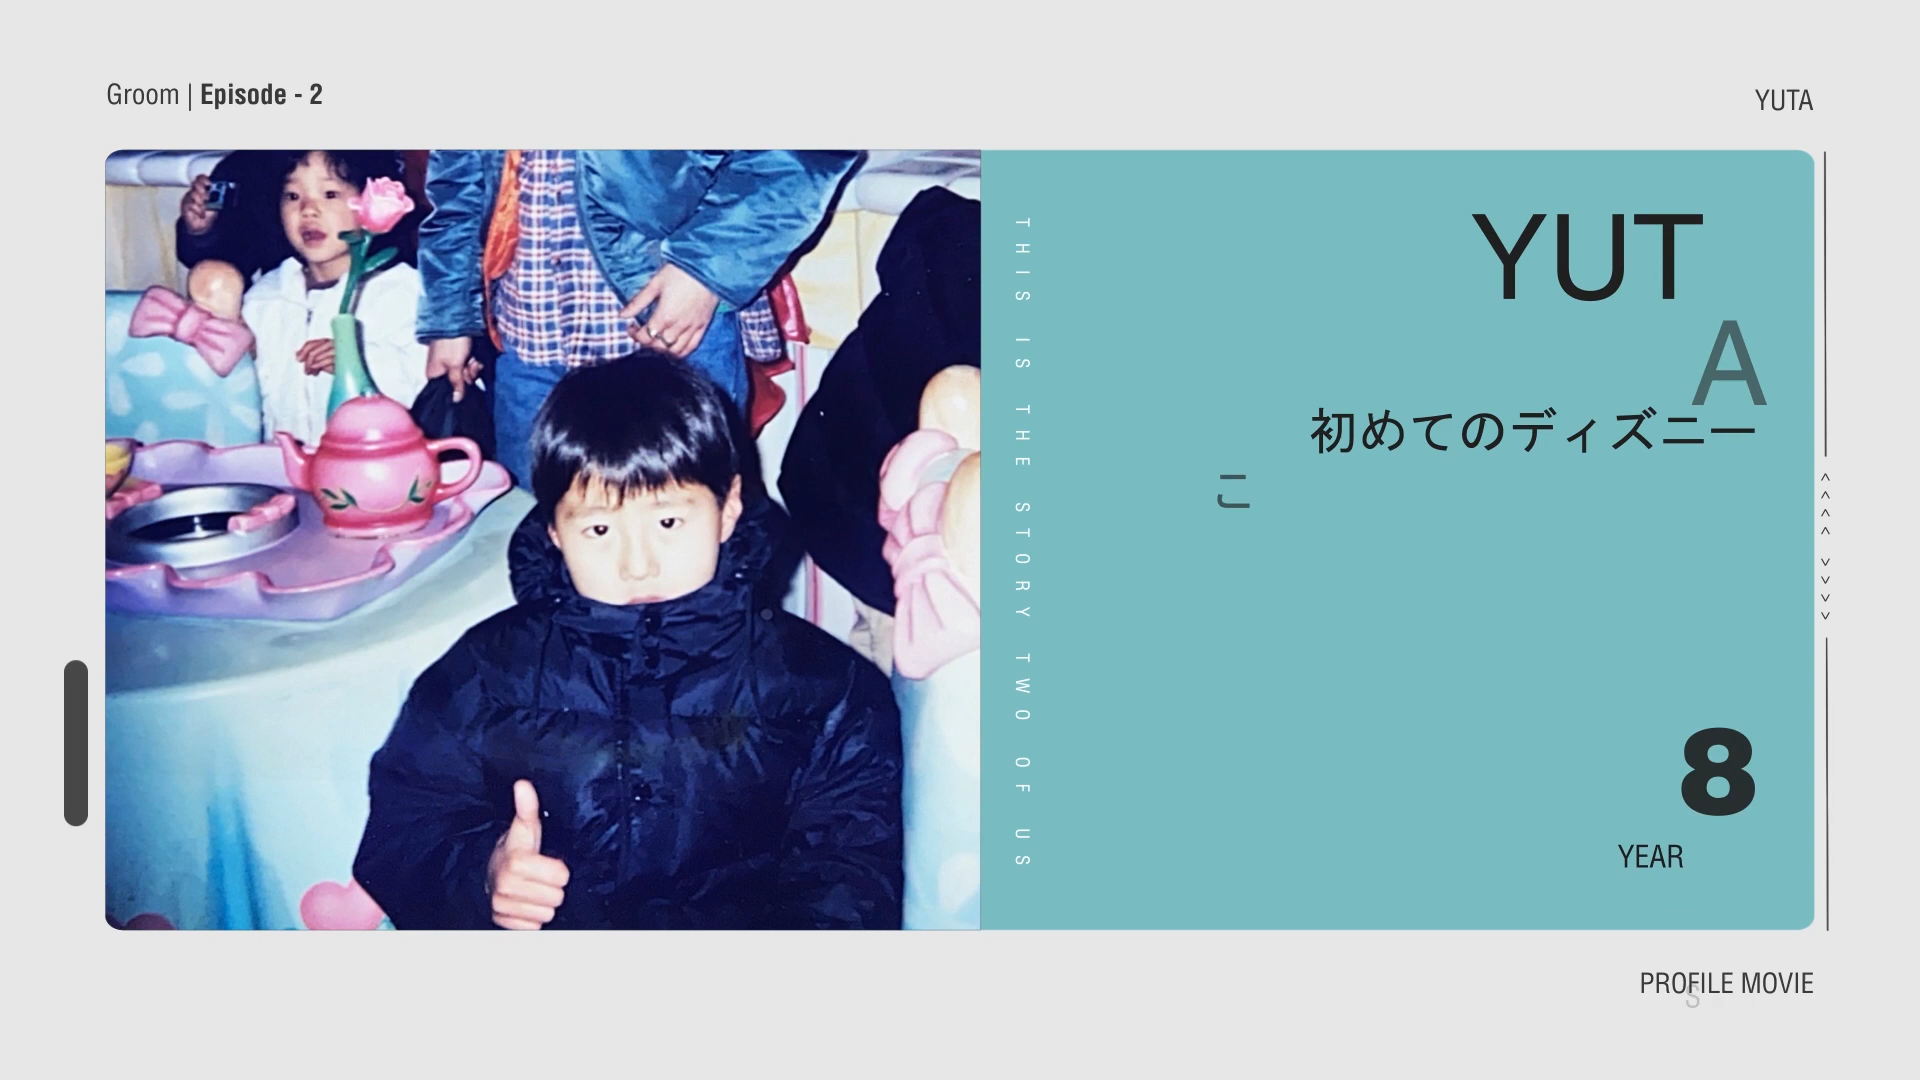 Groom | Episode - 2
YUTA
THIS IS THE STORY TWO OF US
YUT
A
初めてのディズニー
こ
8
YEAR
PROFILE MOVIE
S